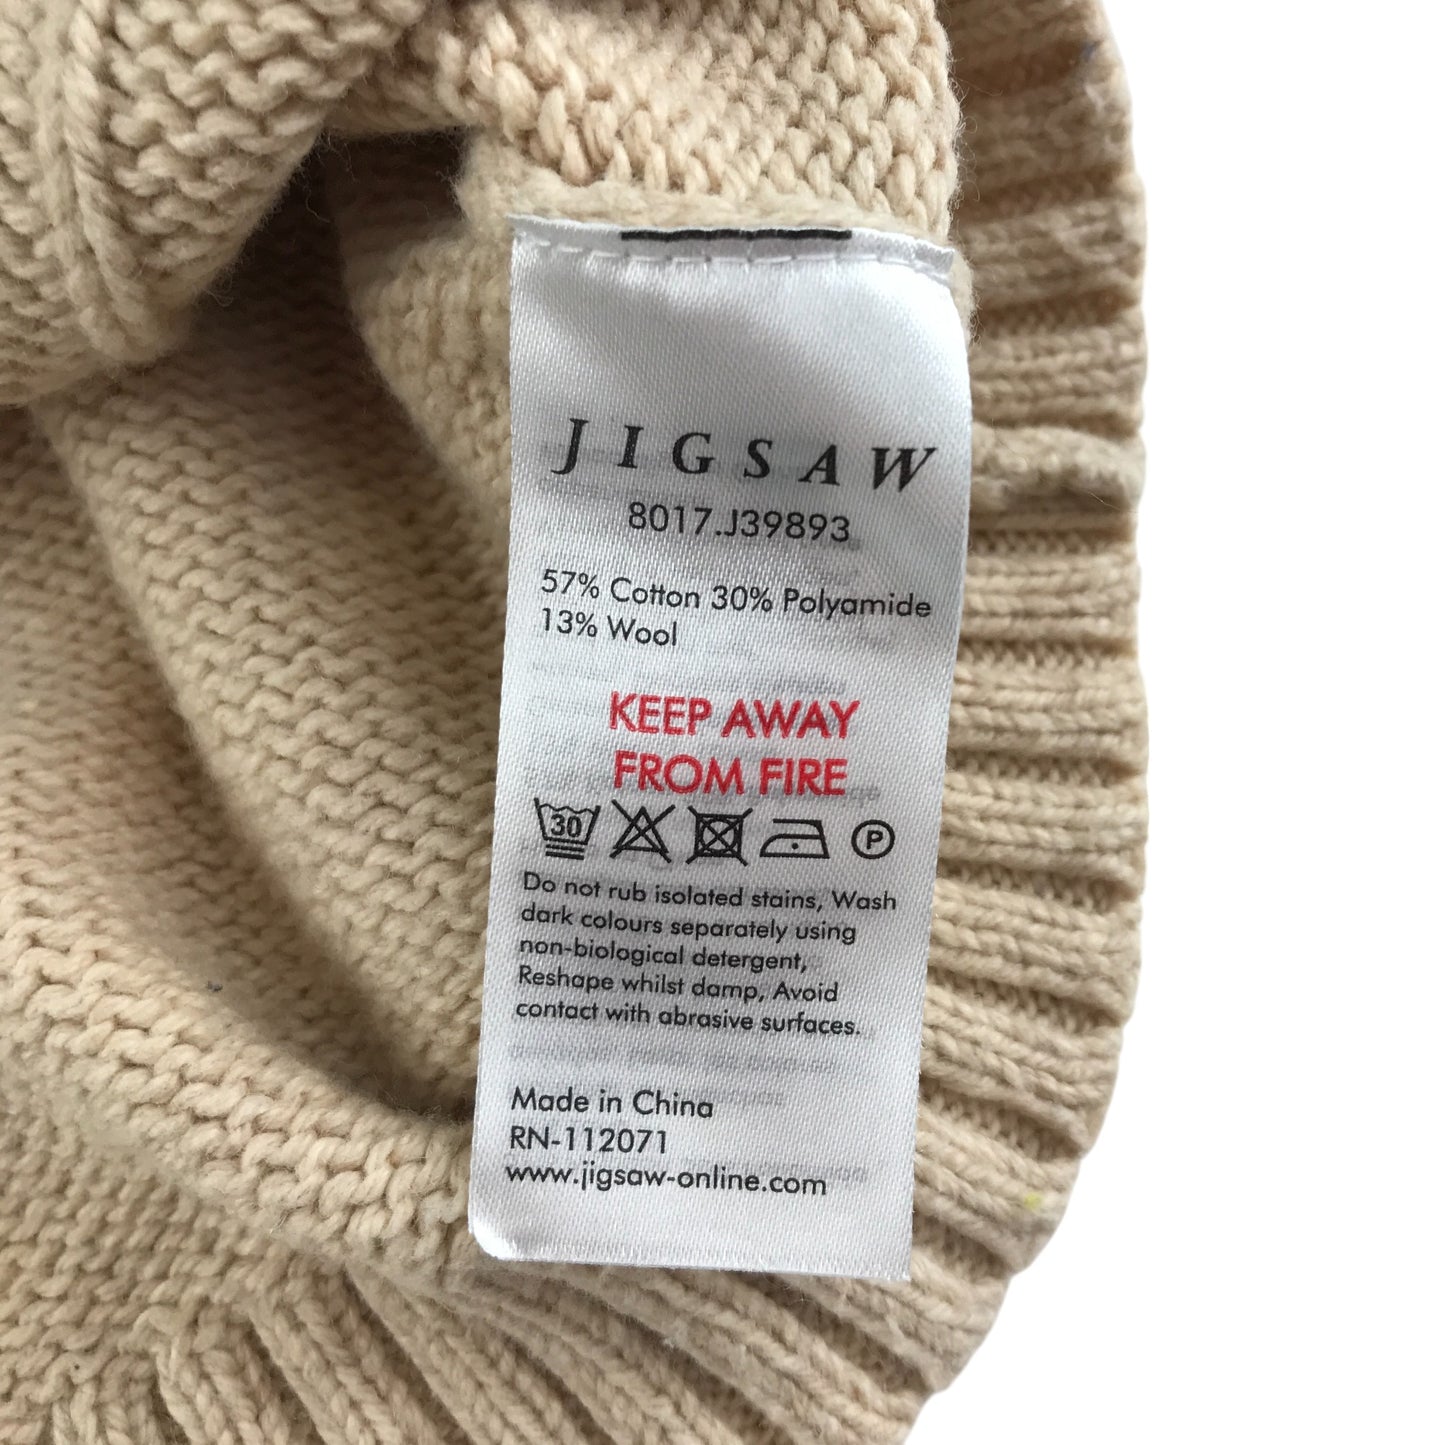 JIGSAW
8017.J39893
57% Cotton 30% Polyamide
13% Wool
KEEP AWAY
FROM FIRE
30 P
Do not rub isolated stains, Wash
dark colours separately using
non-biological detergent,
Reshape whilst damp, Avoid
contact with abrasive surfaces.
Made in China
RN-112071
www.jigsaw-online.com